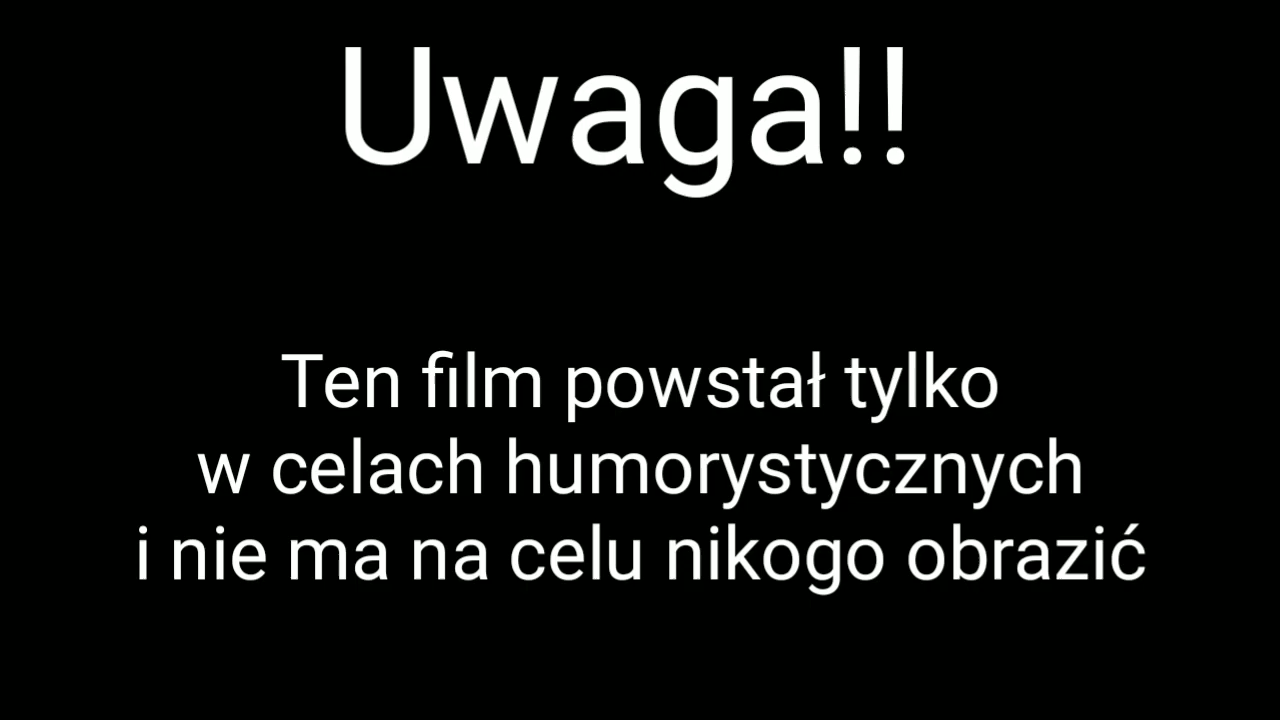 Uwaga!!
Ten film powstał tylko
w celach humorystycznych
i nie ma na celu nikogo obrazić